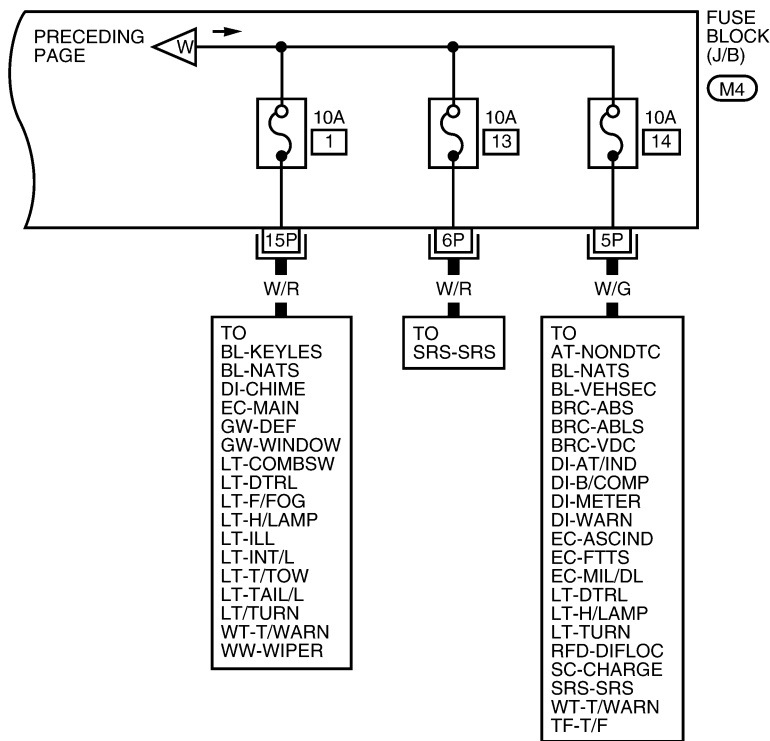 PRECEDING
PAGE
W
FUSE
BLOCK
(J/B)
M4
10A
1
10A
13
10A
14
15P
6P
5P
W/R
W/R
W/G
TO
BL-KEYLES
BL-NATS
DI-CHIME
EC-MAIN
GW-DEF
GW-WINDOW
LT-COMBSW
LT-DTRL
LT-F/FOG
LT-H/LAMP
LT-ILL
LT-INT/L
LT-T/TOW
LT-TAIL/L
LT/TURN
WT-T/WARN
WW-WIPER
TO
SRS-SRS
TO
AT-NONDTC
BL-NATS
BL-VEHSEC
BRC-ABS
BRC-ABLS
BRC-VDC
DI-AT/IND
DI-B/COMP
DI-METER
DI-WARN
EC-ASCIND
EC-FTTS
EC-MIL/DL
LT-DTRL
LT-H/LAMP
LT-TURN
RFD-DIFLOC
SC-CHARGE
SRS-SRS
WT-T/WARN
TF-T/F